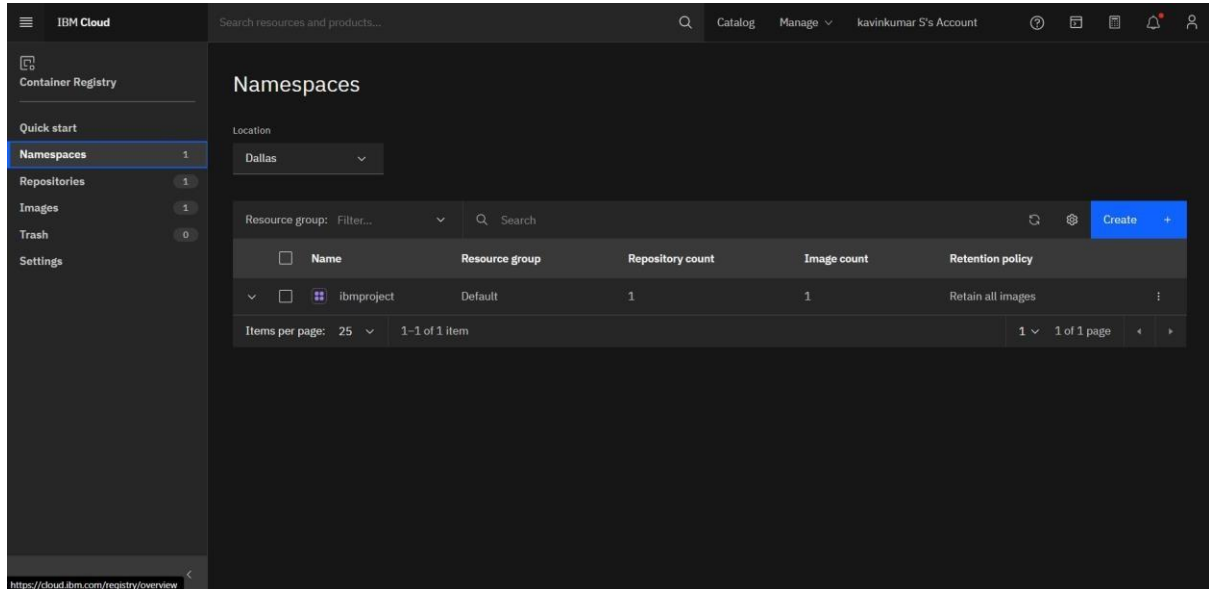 IBM Cloud
Search resources and products...
Catalog
Manage
kavinkumar S's Account
Container Registry
Quick start
Namespaces 1
Repositories 1
Images 1
Trash 0
Settings
Namespaces
Location
Dallas
Resource group: Filter...
Search
Create +
Name Resource group Repository count Image count Retention policy
ibmproject Default 1 1 Retain all images
Items per page: 25 1–1 of 1 item 1 1 of 1 page
https://cloud.ibm.com/registry/overview